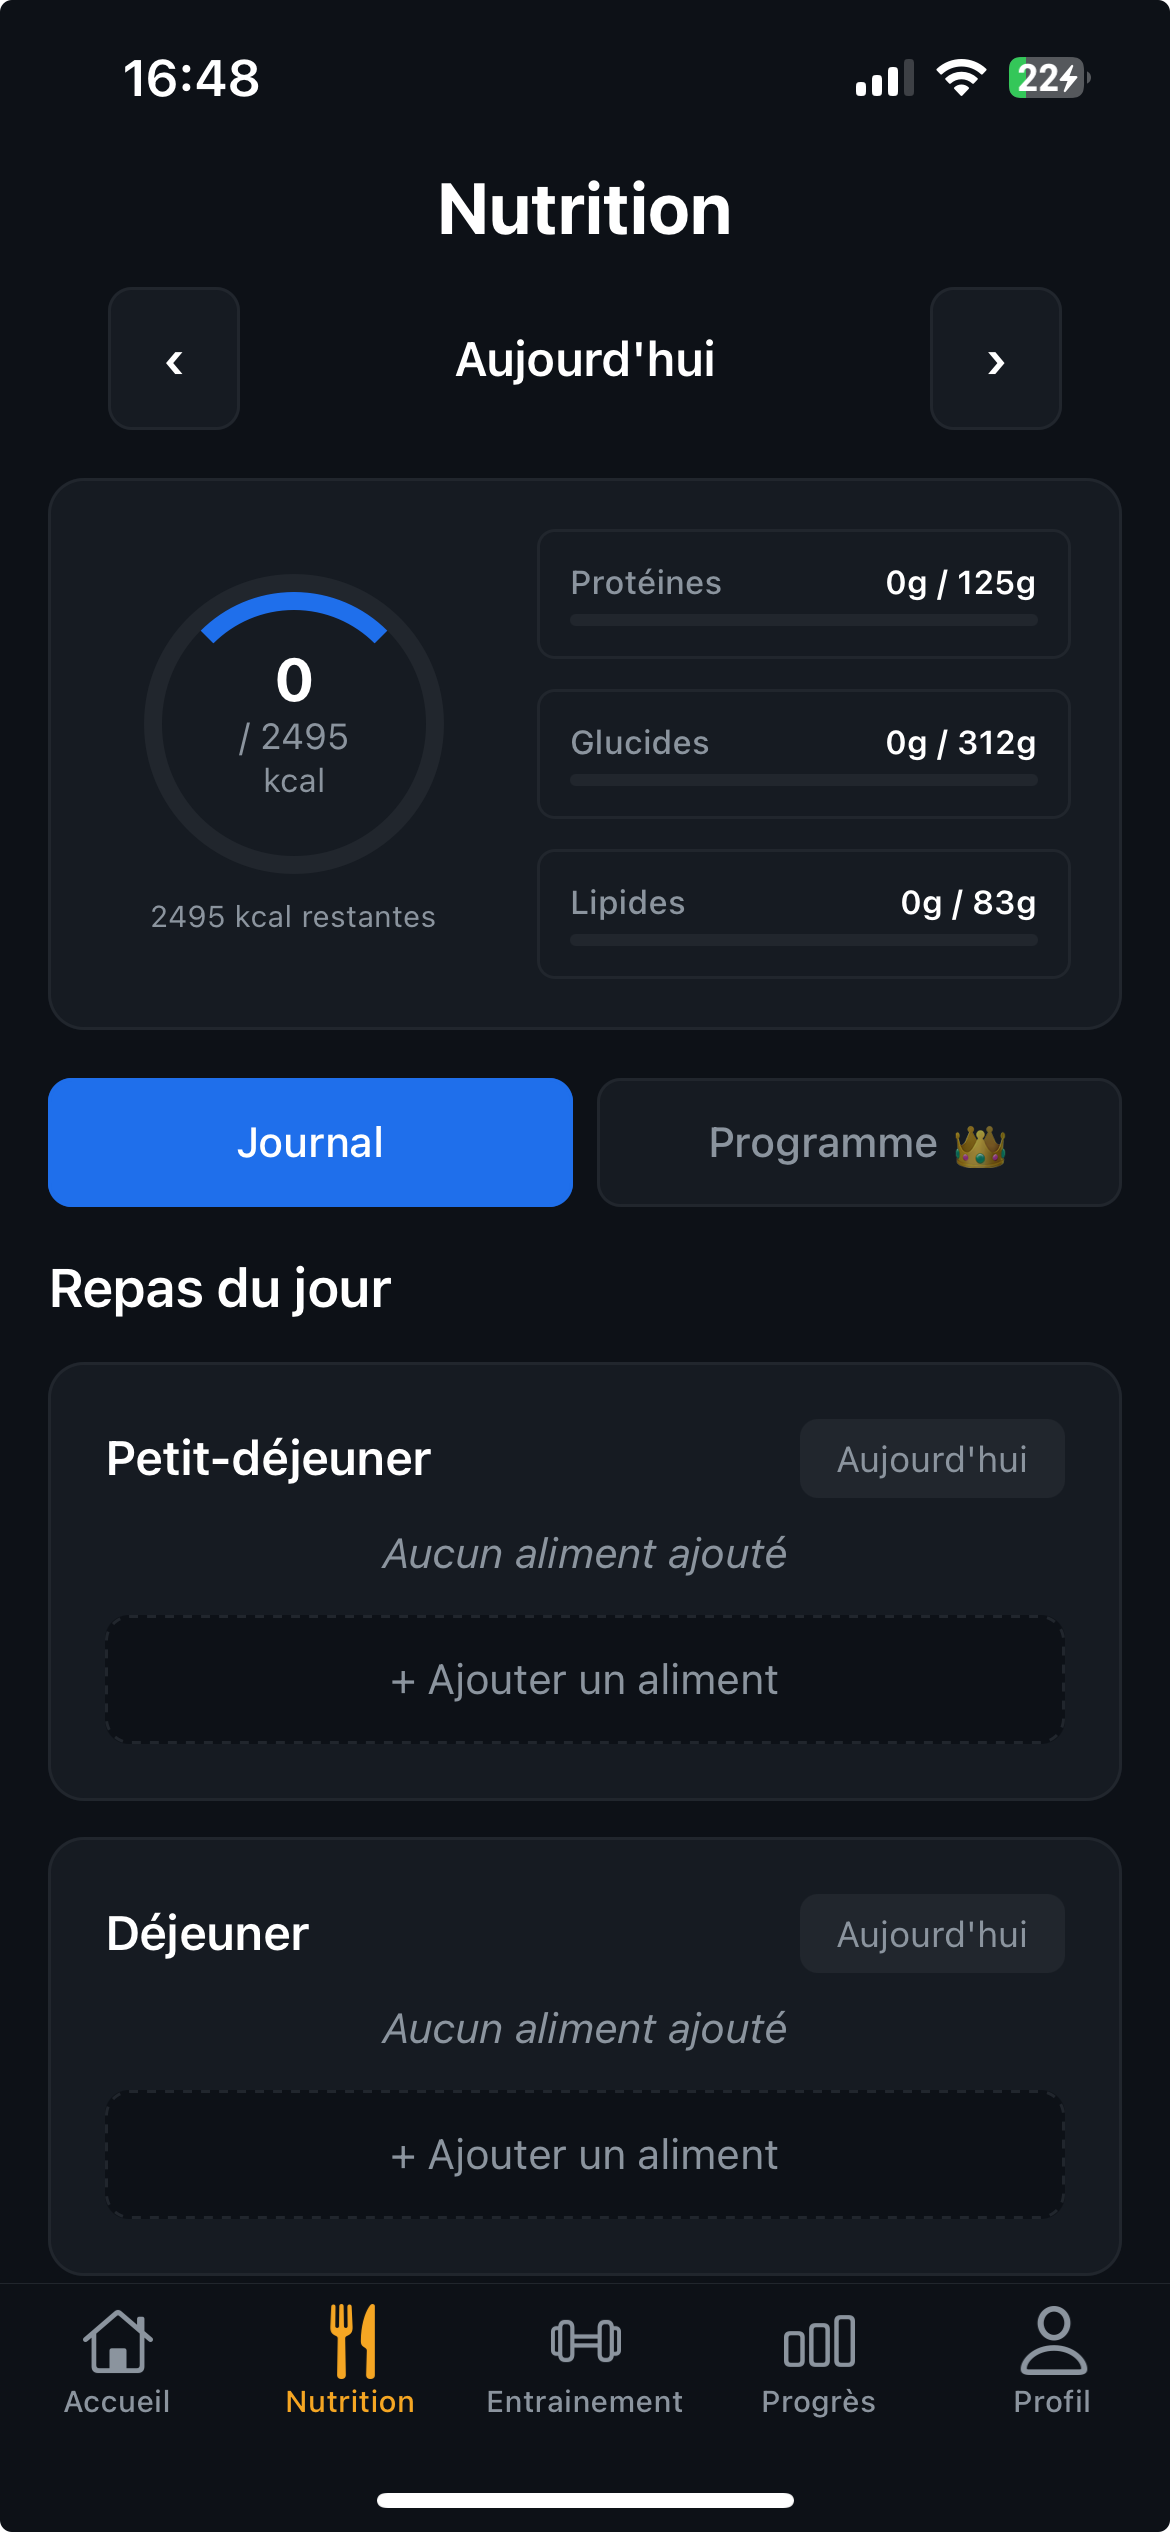 16:48
22
Nutrition
‹ Aujourd'hui ›
0
/ 2495
kcal
2495 kcal restantes
Protéines 0g / 125g
Glucides 0g / 312g
Lipides 0g / 83g
Journal
Programme 👑
Repas du jour
Petit-déjeuner Aujourd'hui
Aucun aliment ajouté
+ Ajouter un aliment
Déjeuner Aujourd'hui
Aucun aliment ajouté
+ Ajouter un aliment
Accueil Nutrition Entrainement Progrès Profil